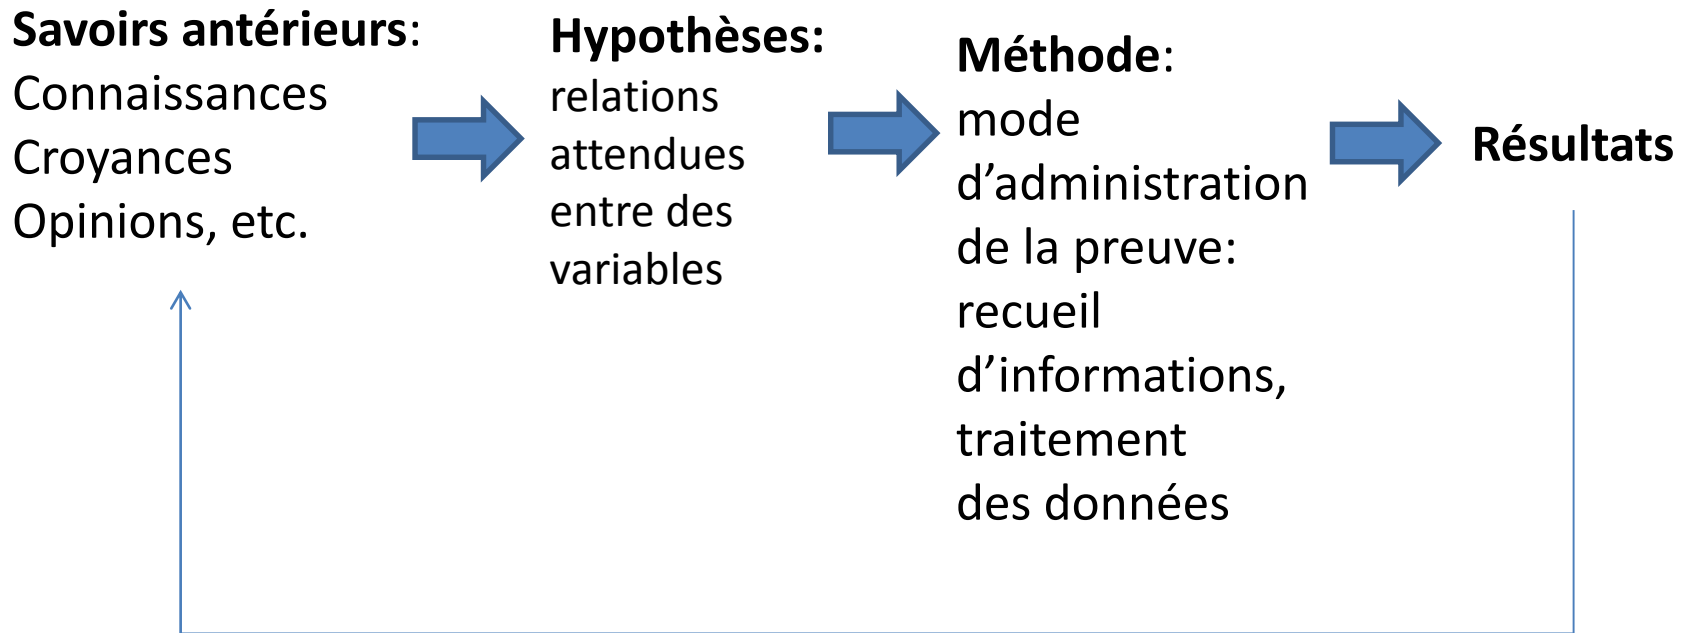 Savoirs antérieurs:
Connaissances
Croyances
Opinions, etc.
Hypothèses:
relations
attendues
entre des
variables
Méthode:
mode
d’administration
de la preuve:
recueil
d’informations,
traitement
des données
Résultats